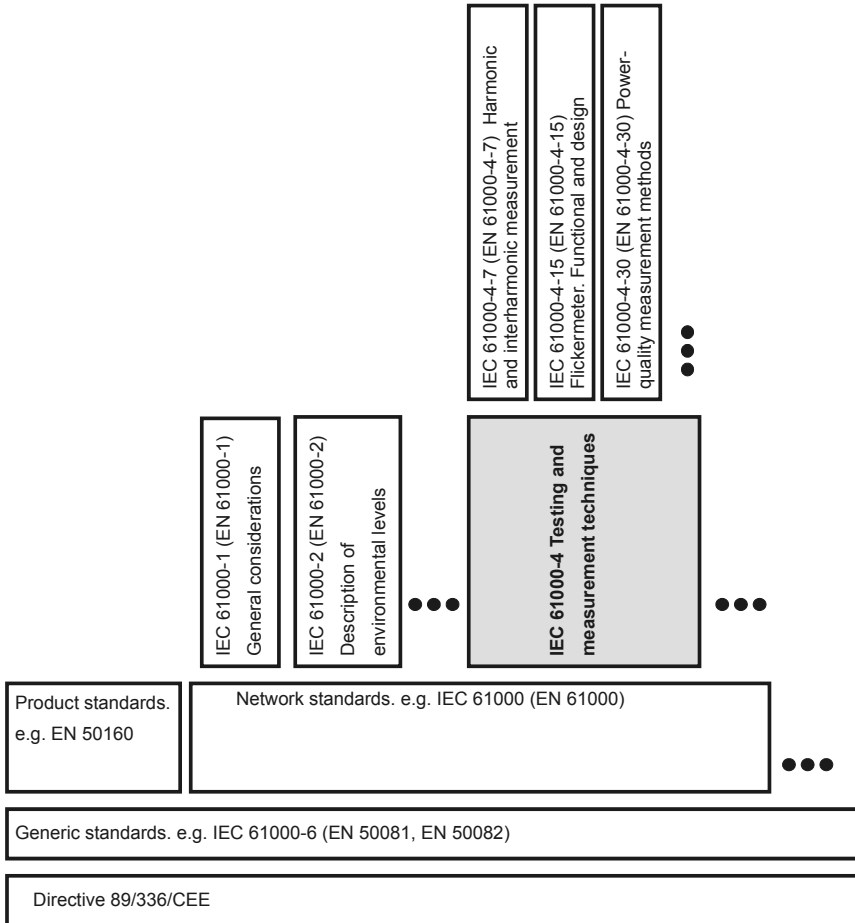 IEC 61000-4-7 (EN 61000-4-7) Harmonic
and interharmonic measurement
IEC 61000-4-15 (EN 61000-4-15)
Flickermeter. Functional and design
IEC 61000-4-30 (EN 61000-4-30) Power-
quality measurement methods
IEC 61000-1 (EN 61000-1)
General considerations
IEC 61000-2 (EN 61000-2)
Description of
environmental levels
IEC 61000-4 Testing and
measurement techniques
Product standards.
e.g. EN 50160
Network standards. e.g. IEC 61000 (EN 61000)
Generic standards. e.g. IEC 61000-6 (EN 50081, EN 50082)
Directive 89/336/CEE